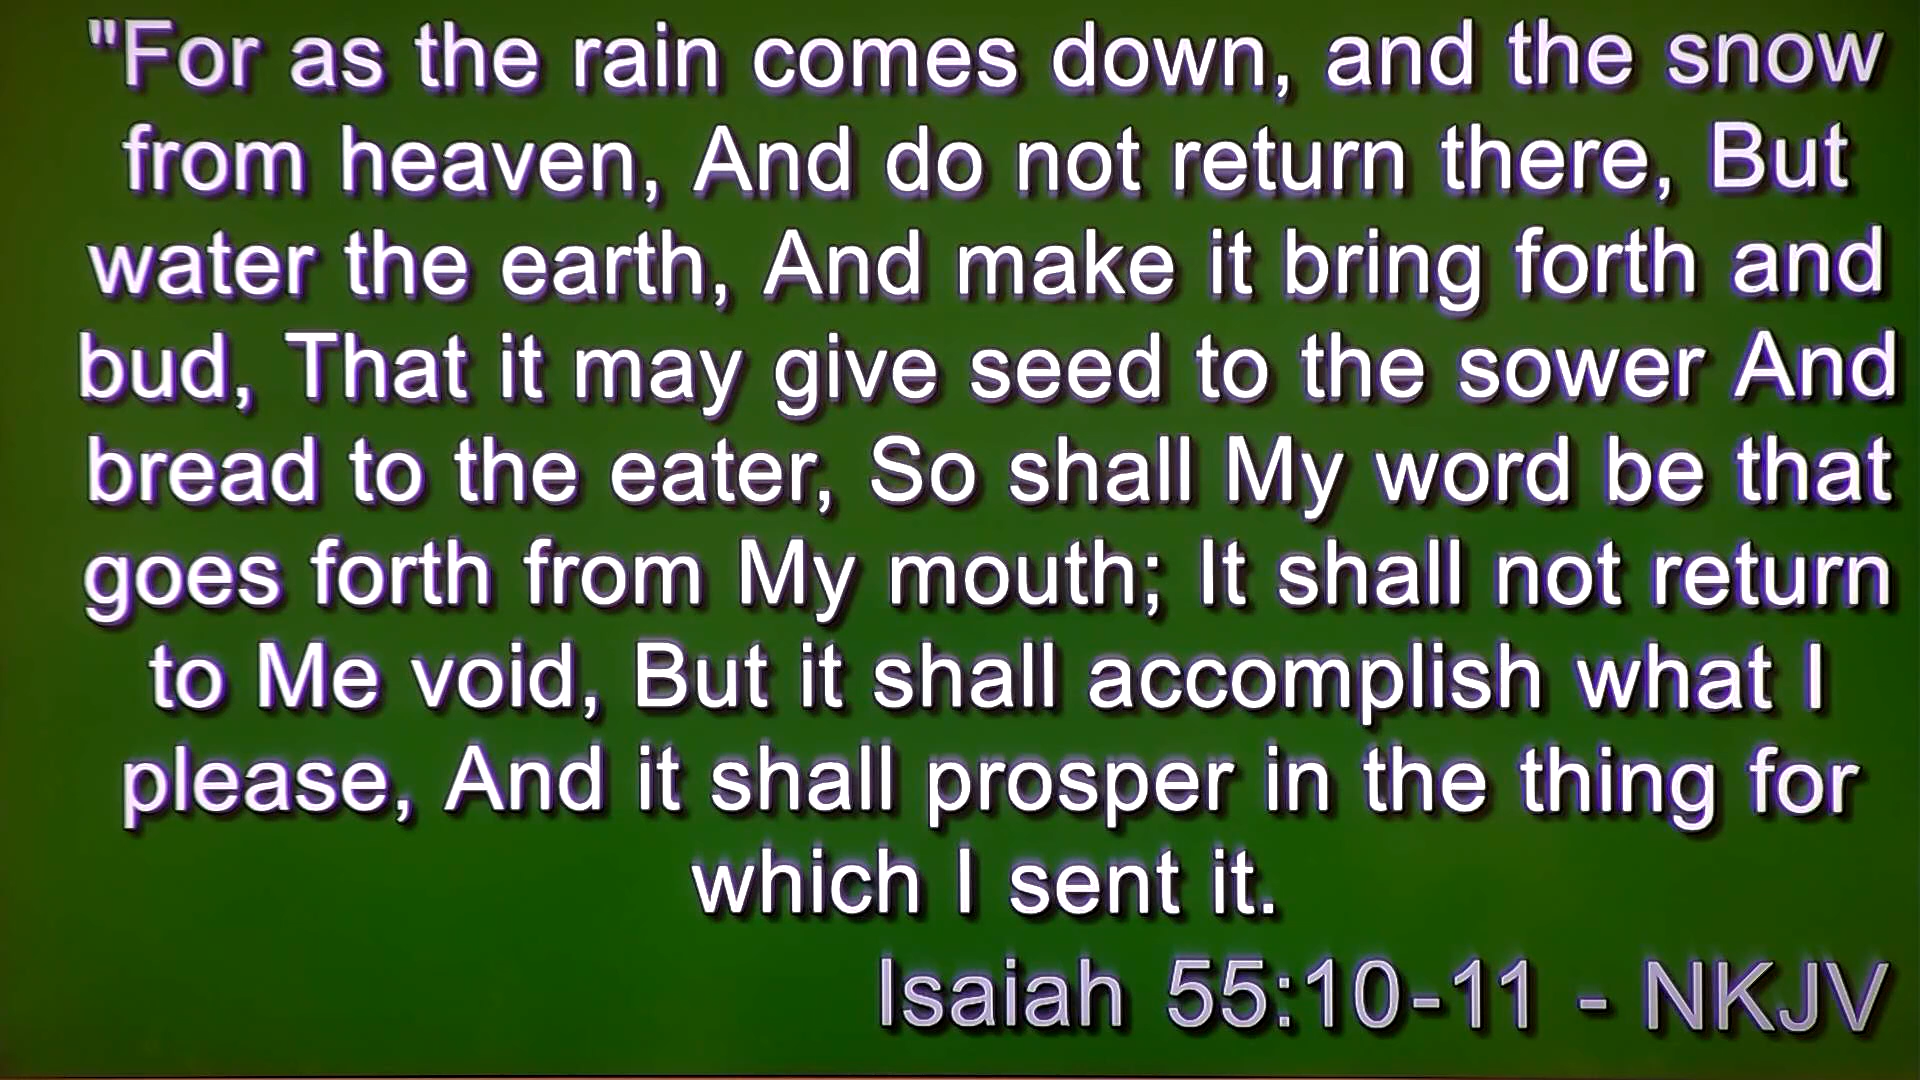 "For as the rain comes down, and the snow
from heaven, And do not return there, But
water the earth, And make it bring forth and
bud, That it may give seed to the sower And
bread to the eater, So shall My word be that
goes forth from My mouth; It shall not return
to Me void, But it shall accomplish what I
please, And it shall prosper in the thing for
which I sent it.
Isaiah 55:10-11 - NKJV